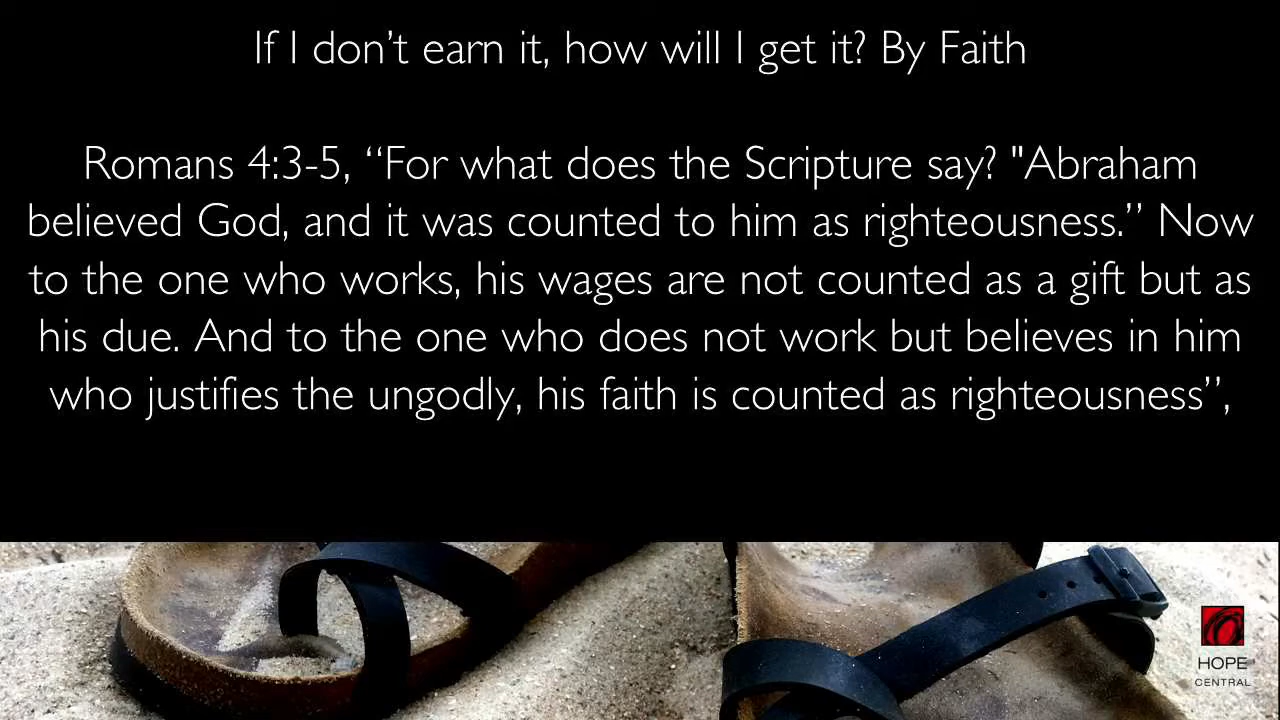 If I don’t earn it, how will I get it? By Faith
Romans 4:3-5, “For what does the Scripture say? "Abraham
believed God, and it was counted to him as righteousness.” Now
to the one who works, his wages are not counted as a gift but as
his due. And to the one who does not work but believes in him
who justifies the ungodly, his faith is counted as righteousness”,
HOPE
CENTRAL